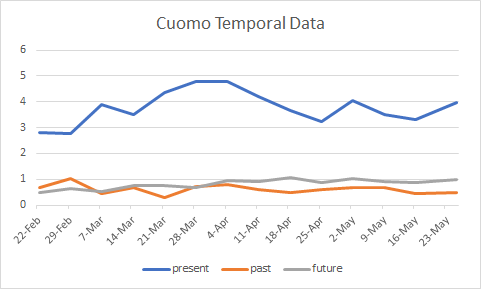 Cuomo Temporal Data
6
5
4
3
2
1
0
22-Feb
29-Feb
7-Mar
14-Mar
21-Mar
28-Mar
4-Apr
11-Apr
18-Apr
25-Apr
2-May
9-May
16-May
23-May
present
past
future